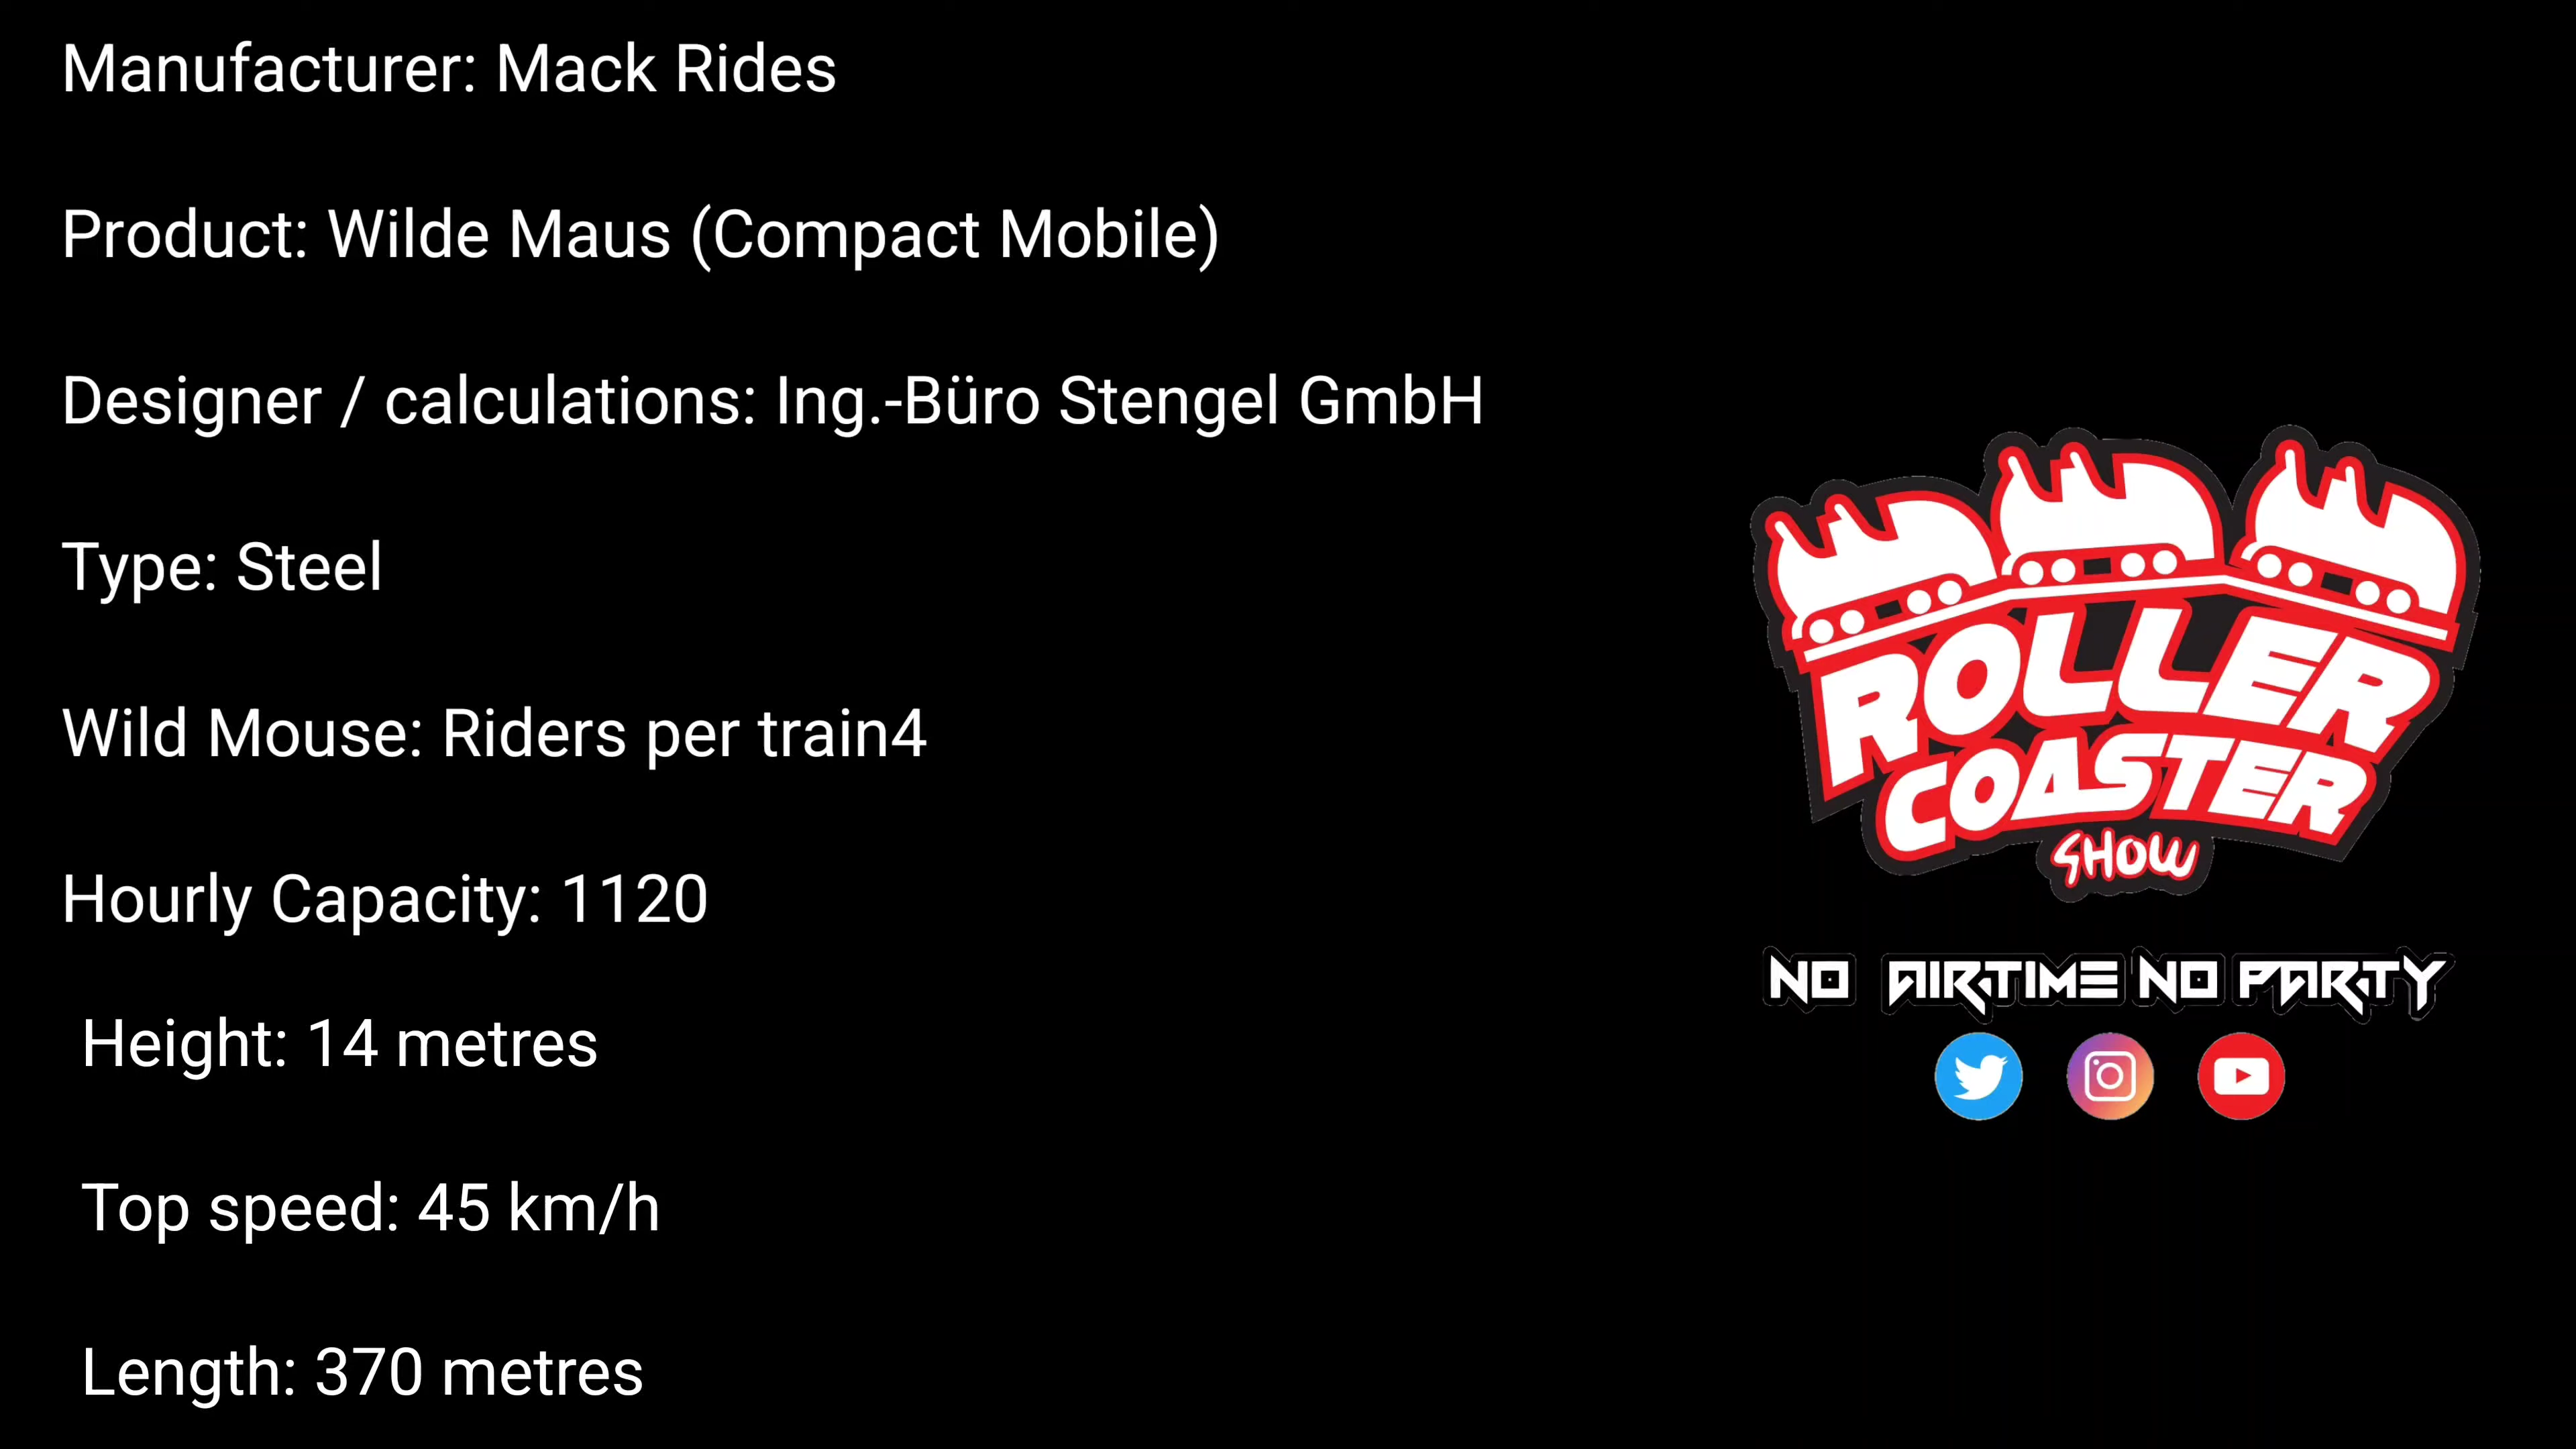 Manufacturer: Mack Rides
Product: Wilde Maus (Compact Mobile)
Designer / calculations: Ing.-Büro Stengel GmbH
Type: Steel
Wild Mouse: Riders per train4
Hourly Capacity: 1120
Height: 14 metres
Top speed: 45 km/h
Length: 370 metres
ROLLER
COASTER
SHOW
NO AIRTIME NO PARTY